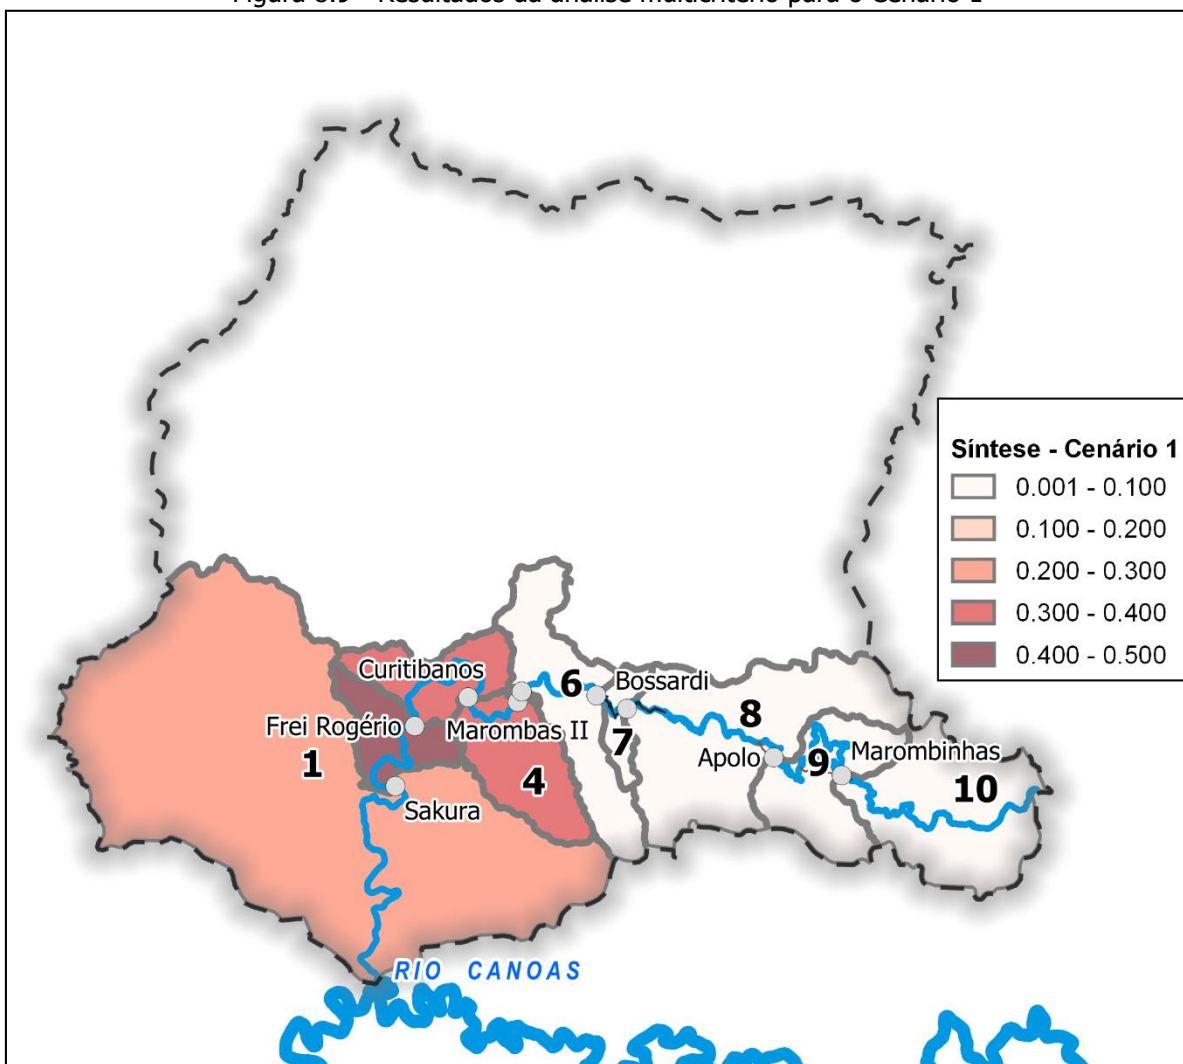 Figura 6.9 - Resultados da análise multicritério para o Cenário 1
Síntese - Cenário 1
0.001 - 0.100
0.100 - 0.200
0.200 - 0.300
0.300 - 0.400
0.400 - 0.500
Curitibanos
6
Bossardi
Frei Rogério
Marombas II
7
8
1
4
Apolo
9
Marombinhas
10
Sakura
RIO CANOAS